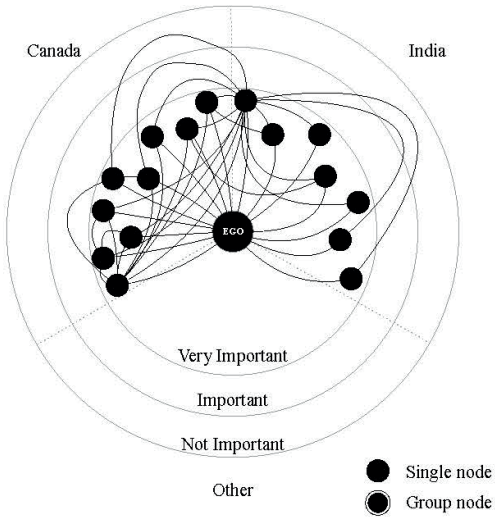 Canada
India
EGO
Very Important
Important
Not Important
Other
Single node
Group node